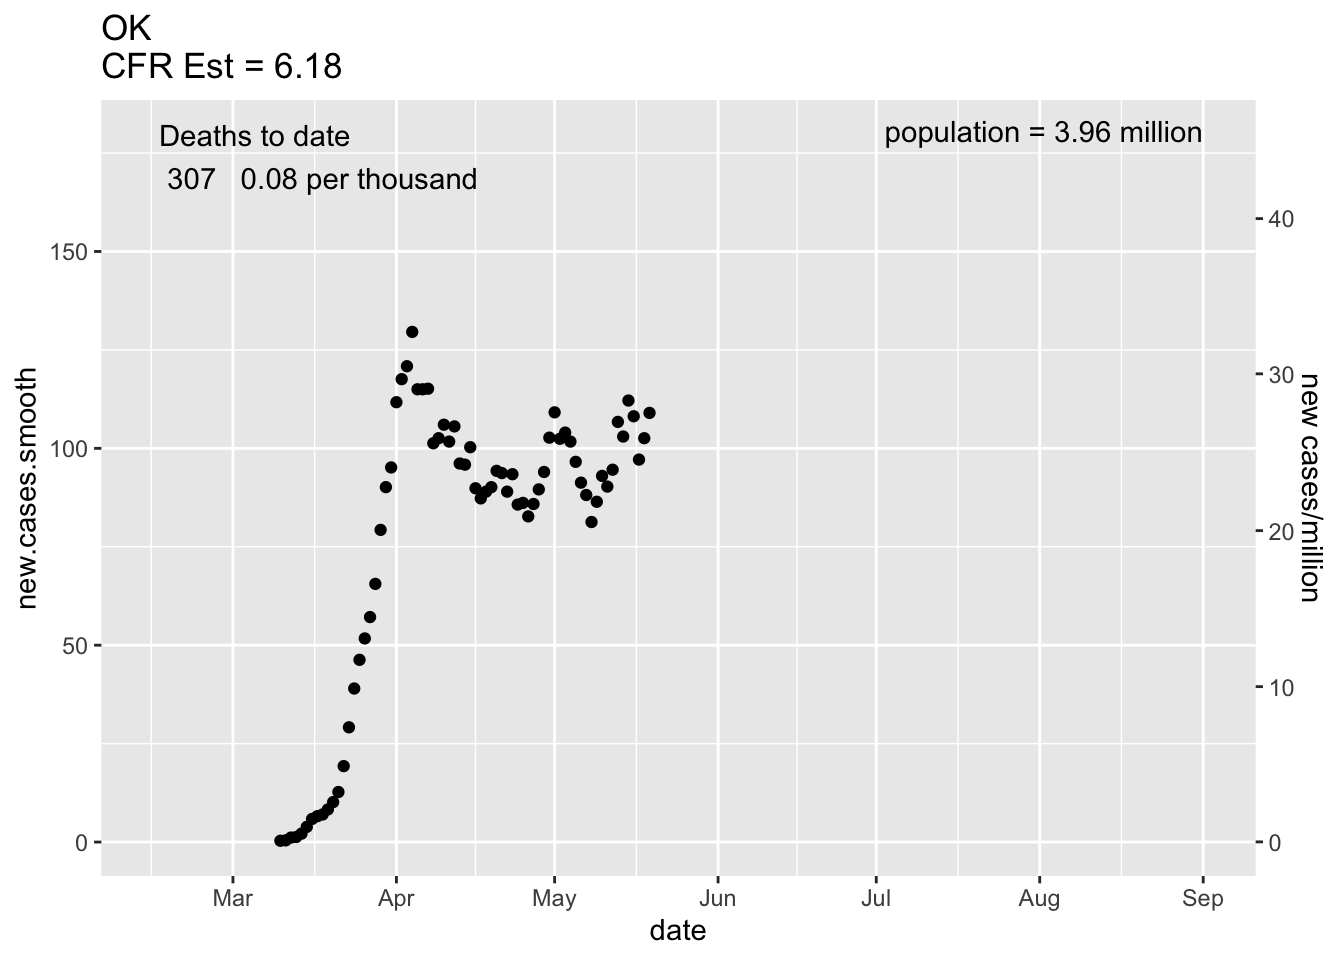 OK
CFR Est = 6.18
Deaths to date
307 0.08 per thousand
population = 3.96 million
150
100
50
0
new.cases.smooth
40
30
20
10
0
new cases/million
Mar Apr May Jun Jul Aug Sep
date